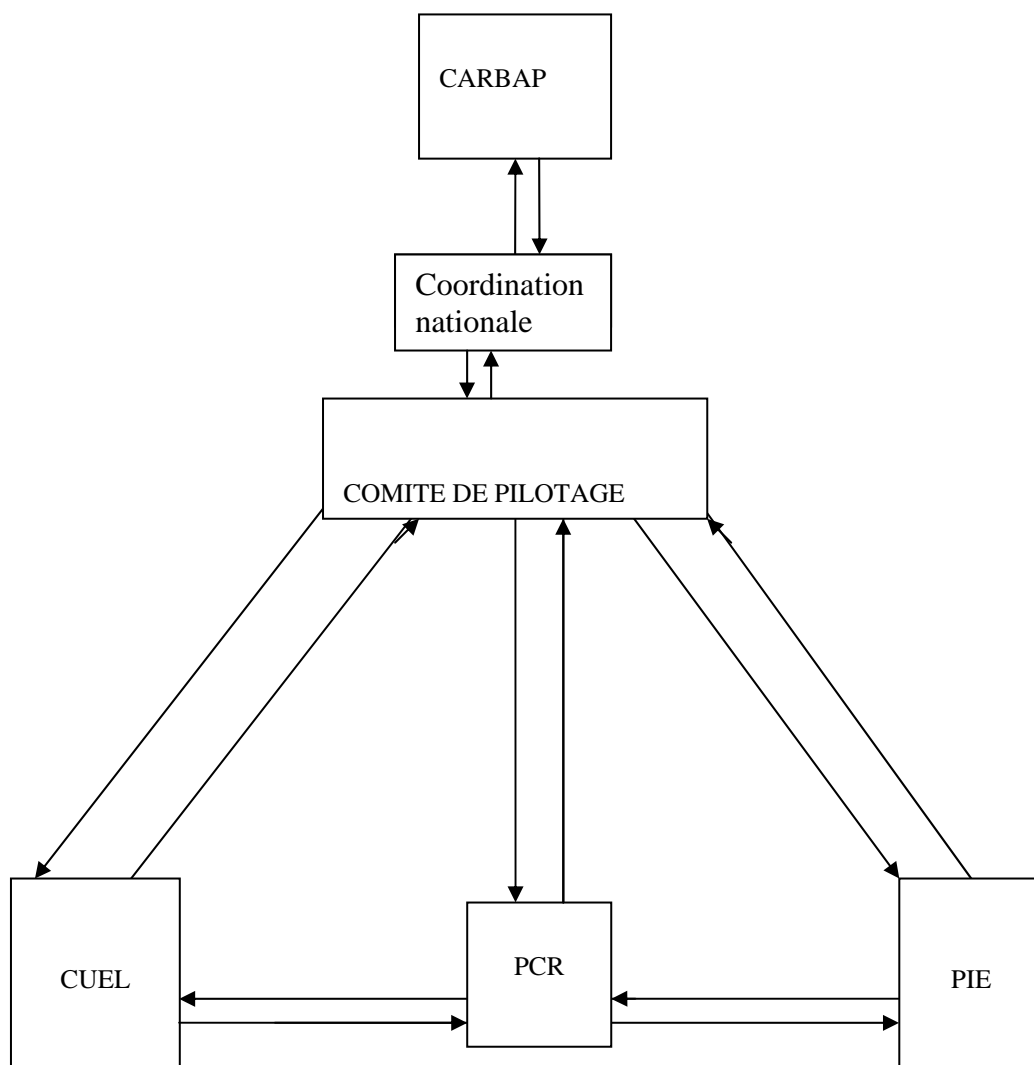 CARBAP
Coordination
nationale
COMITE DE PILOTAGE
CUEL
PCR
PIE